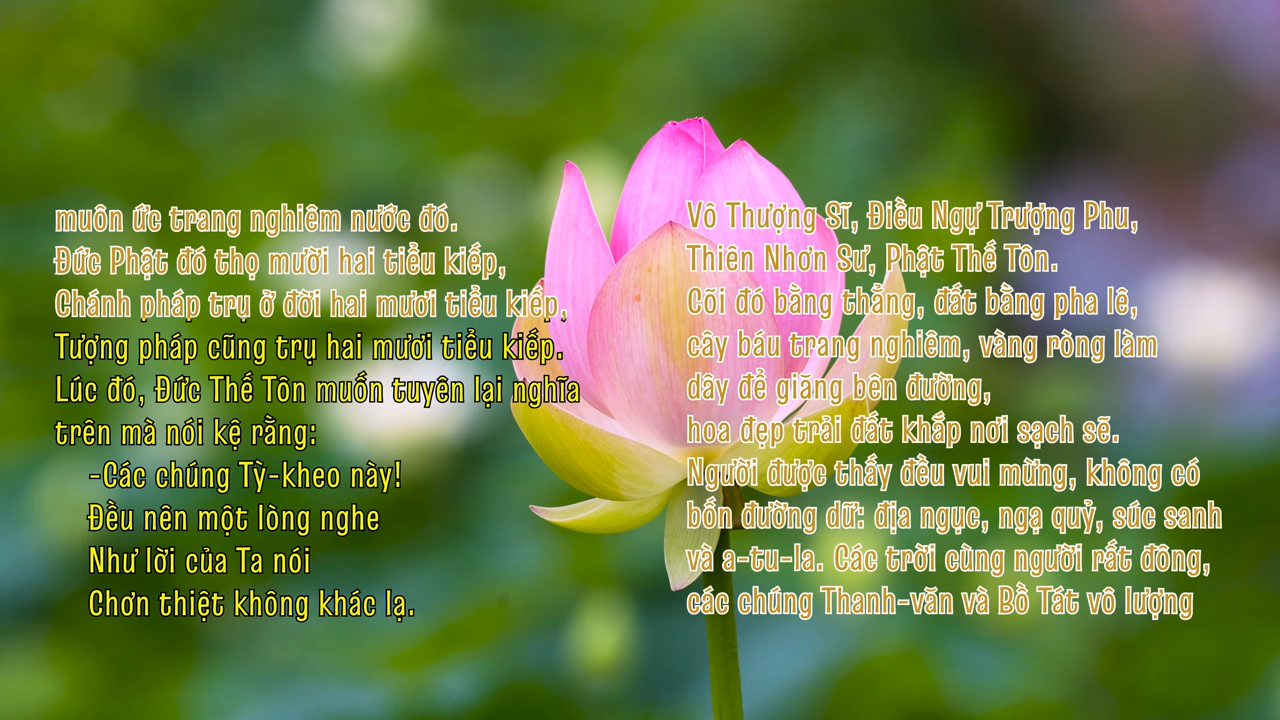 muôn ức trang nghiêm nước đó.
Đức Phật đó thọ mười hai tiểu kiếp,
Chánh pháp trụ ở đời hai mươi tiểu kiếp,
Tượng pháp cũng trụ hai mươi tiểu kiếp.
Lúc đó, Đức Thế Tôn muốn tuyên lại nghĩa
trên mà nói kệ rằng:
-Các chúng Tỳ-kheo này!
Đều nên một lòng nghe
Như lời của Ta nói
Chơn thiệt không khác lạ.
Vô Thượng Sĩ, Điều Ngự Trượng Phu,
Thiên Nhơn Sư, Phật Thế Tôn.
Cõi đó bằng thẳng, đất bằng pha lê,
cây báu trang nghiêm, vàng ròng làm
dây để giăng bên đường,
hoa đẹp trải đất khắp nơi sạch sẽ.
Người được thấy đều vui mừng, không có
bốn đường dữ: địa ngục, ngạ quỷ, súc sanh
và a-tu-la. Các trời cùng người rất đông,
các chúng Thanh-văn và Bồ Tát vô lượng